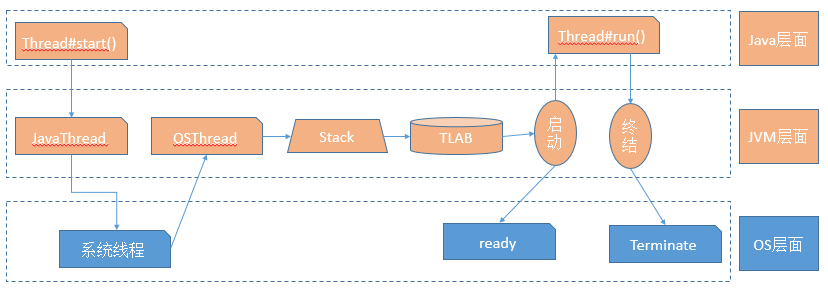 Thread#start()
Thread#run()
Java层面
JavaThread
OSThread
Stack
TLAB
启
动
终
结
JVM层面
系统线程
ready
Terminate
OS层面